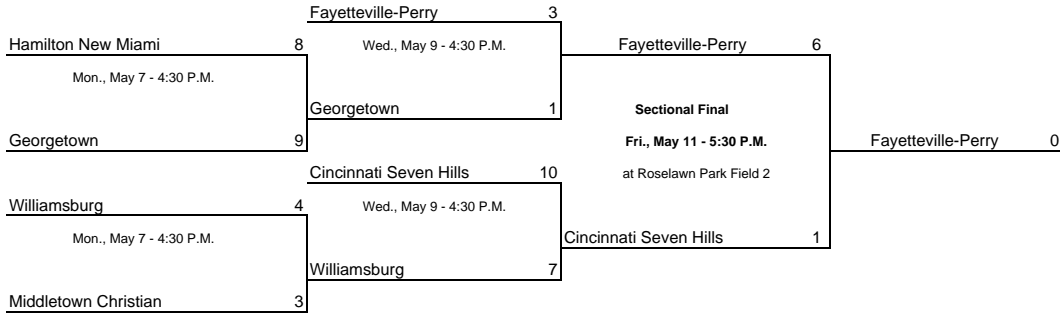 Fayetteville-Perry 3
Hamilton New Miami 8
Wed., May 9 - 4:30 P.M.
Fayetteville-Perry 6
Mon., May 7 - 4:30 P.M.
Georgetown 1
Sectional Final
Georgetown 9
Fri., May 11 - 5:30 P.M.
Fayetteville-Perry 0
Cincinnati Seven Hills 10
at Roselawn Park Field 2
Williamsburg 4
Wed., May 9 - 4:30 P.M.
Mon., May 7 - 4:30 P.M.
Cincinnati Seven Hills 1
Williamsburg 7
Middletown Christian 3